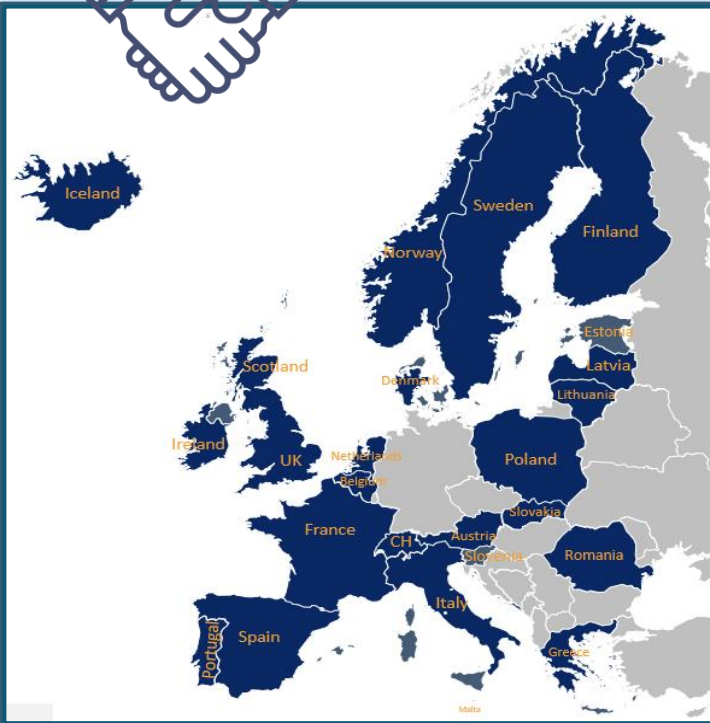 Iceland
Sweden
Finland
Norway
Estonia
Scotland
Latvia
Denmark
Lithuania
Ireland
UK
Netherlands
Poland
Belgium
Slovakia
France
Austria
CH
Slovenia
Romania
Italy
Portugal
Spain
Greece
Malta